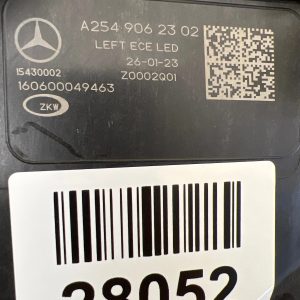 A254 906 23 02
LEFT ECE LED
26-01-23
15430002
Z0002Q01
160600049463
ZKW
28052